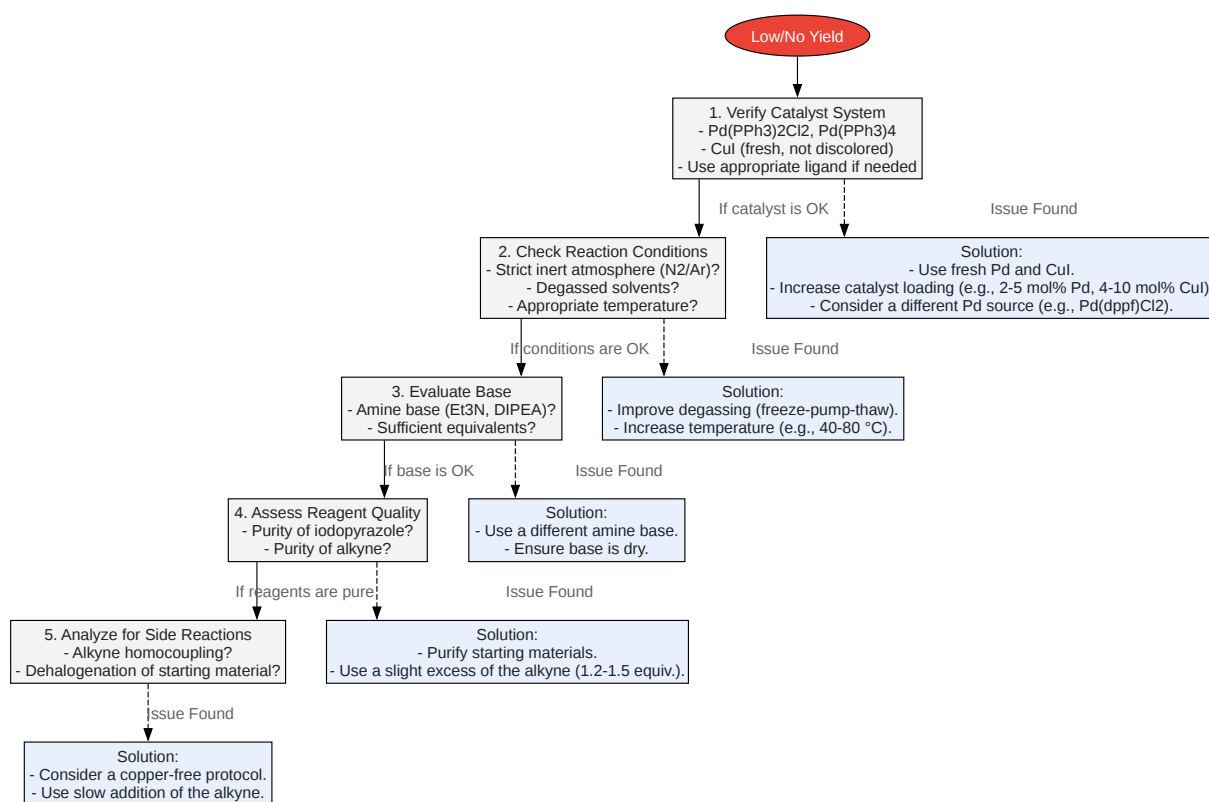 Low/No Yield
1. Verify Catalyst System
- Pd(PPh3)2Cl2, Pd(PPh3)4
- CuI (fresh, not discolored)
- Use appropriate ligand if needed
If catalyst is OK
Issue Found
2. Check Reaction Conditions
- Strict inert atmosphere (N2/Ar)?
- Degassed solvents?
- Appropriate temperature?
Solution:
- Use fresh Pd and CuI.
- Increase catalyst loading (e.g., 2-5 mol% Pd, 4-10 mol% CuI)
- Consider a different Pd source (e.g., Pd(dppf)Cl2).
If conditions are OK
Issue Found
3. Evaluate Base
- Amine base (Et3N, DIPEA)?
- Sufficient equivalents?
Solution:
- Improve degassing (freeze-pump-thaw).
- Increase temperature (e.g., 40-80 °C).
If base is OK
Issue Found
4. Assess Reagent Quality
- Purity of iodopyrazole?
- Purity of alkyne?
Solution:
- Use a different amine base.
- Ensure base is dry.
If reagents are pure
Issue Found
5. Analyze for Side Reactions
- Alkyne homocoupling?
- Dehalogenation of starting material?
Solution:
- Purify starting materials.
- Use a slight excess of the alkyne (1.2-1.5 equiv.).
Issue Found
Solution:
- Consider a copper-free protocol.
- Use slow addition of the alkyne.